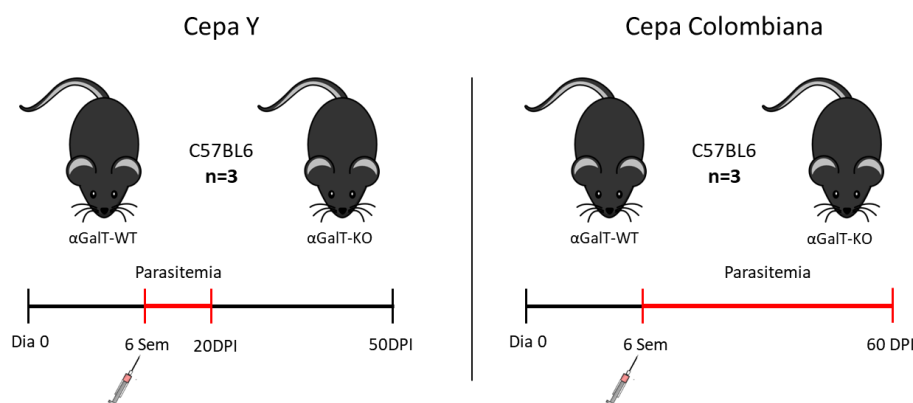 Cepa Y
C57BL6
n=3
αGalT-WT
αGalT-KO
Parasitemia
Dia 0
6 Sem
20DPI
50DPI
Cepa Colombiana
C57BL6
n=3
αGalT-WT
αGalT-KO
Parasitemia
Dia 0
6 Sem
60 DPI